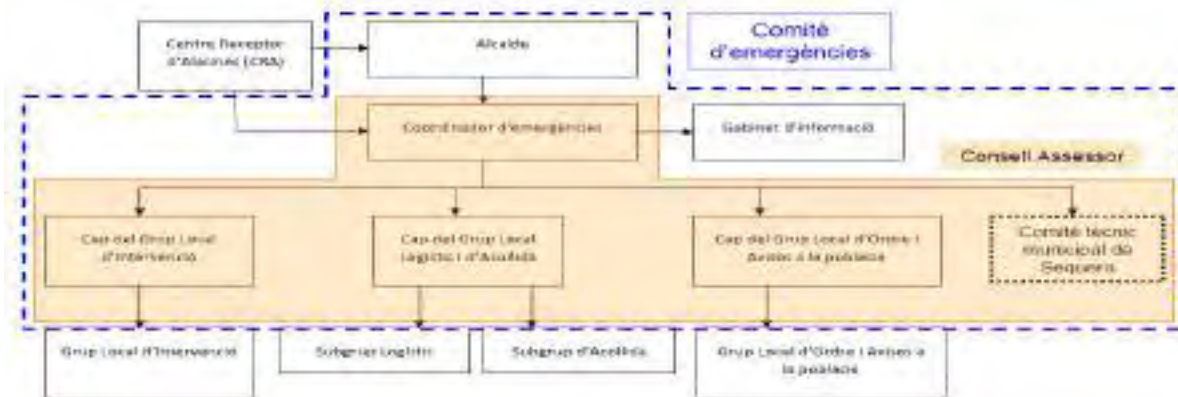 Centre Receptor
d'Alarmes (CRA)
Alcalde
Comitè
d'emergències
Coordinador d'emergències
Gabinet d'informació
Consell Assessor
Cap del Grup Local
d'Intervenció
Cap del Grup Local
Logístic i d'Acollida
Cap del Grup Local d'Ordre i
Avisos a la població
Comitè tècnic
municipal de
Sequera
Grup Local d'Intervenció
Subgrup Logístic
Subgrup d'Acollida
Grup Local d'Ordre i Avisos a
la població